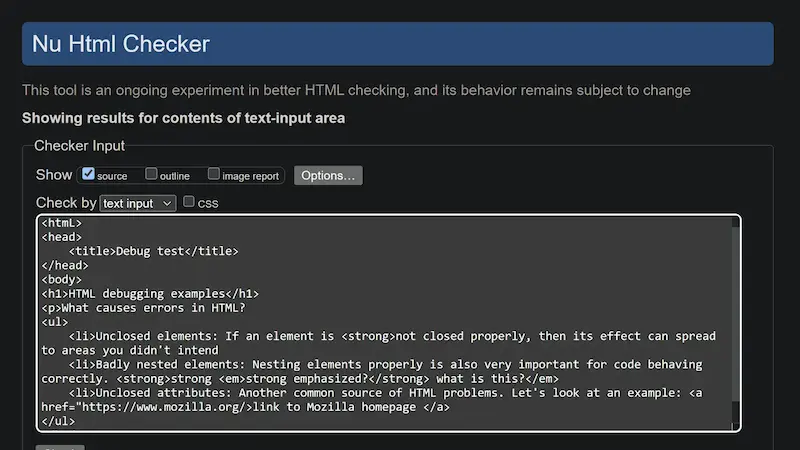 Nu Html Checker
This tool is an ongoing experiment in better HTML checking, and its behavior remains subject to change
Showing results for contents of text-input area
Checker Input
Show source outline image report Options...
Check by text input CSS
<html>
<head>
<title>Debug test</title>
</head>
<body>
<h1>HTML debugging examples</h1>
<p>What causes errors in HTML?
<ul>
<li>Unclosed elements: If an element is <strong>not closed properly, then its effect can spread
to areas you didn't intend
<li>Badly nested elements: Nesting elements properly is also very important for code behaving
correctly. <strong>strong <em>strong emphasized?</strong> what is this?</em>
<li>Unclosed attributes: Another common source of HTML problems. Let's look at an example: <a
href="https://www.mozilla.org/>link to Mozilla homepage </a>
</ul>